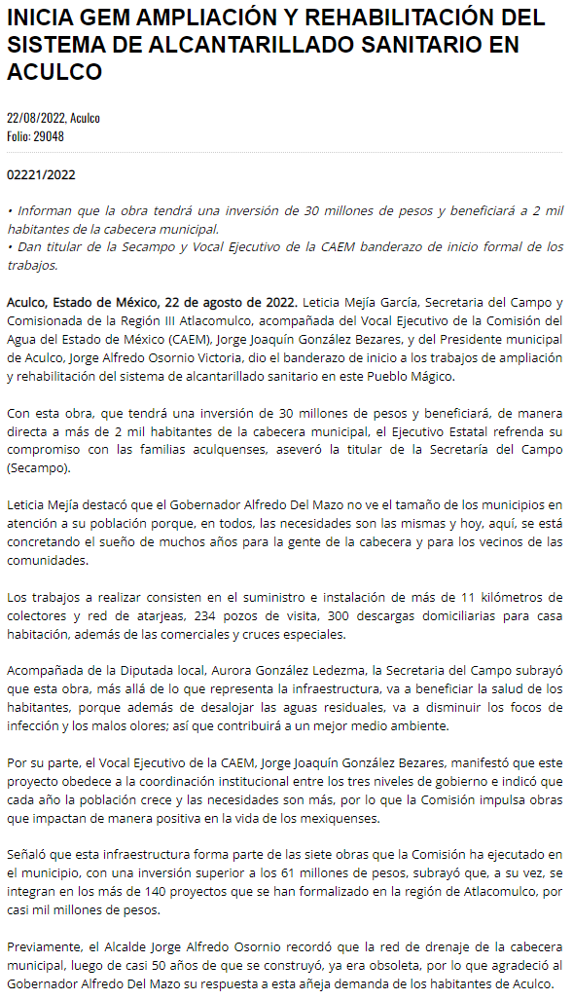 INICIA GEM AMPLIACIÓN Y REHABILITACIÓN DEL
SISTEMA DE ALCANTARILLADO SANITARIO EN
ACULCO
22/08/2022, Aculco
Folio: 29048
02221/2022
• Informan que la obra tendrá una inversión de 30 millones de pesos y beneficiará a 2 mil
habitantes de la cabecera municipal.
• Dan titular de la Secampo y Vocal Ejecutivo de la CAEM banderazo de inicio formal de los
trabajos.
Aculco, Estado de México, 22 de agosto de 2022. Leticia Mejía García, Secretaria del Campo y
Comisionada de la Región III Atlacomulco, acompañada del Vocal Ejecutivo de la Comisión del
Agua del Estado de México (CAEM), Jorge Joaquín González Bezares, y del Presidente municipal
de Aculco, Jorge Alfredo Osornio Victoria, dio el banderazo de inicio a los trabajos de ampliación
y rehabilitación del sistema de alcantarillado sanitario en este Pueblo Mágico.
Con esta obra, que tendrá una inversión de 30 millones de pesos y beneficiará, de manera
directa a más de 2 mil habitantes de la cabecera municipal, el Ejecutivo Estatal refrenda su
compromiso con las familias aculquenses, aseveró la titular de la Secretaría del Campo
(Secampo).
Leticia Mejía destacó que el Gobernador Alfredo Del Mazo no ve el tamaño de los municipios en
atención a su población porque, en todos, las necesidades son las mismas y hoy, aquí, se está
concretando el sueño de muchos años para la gente de la cabecera y para los vecinos de las
comunidades.
Los trabajos a realizar consisten en el suministro e instalación de más de 11 kilómetros de
colectores y red de atarjeas, 234 pozos de visita, 300 descargas domiciliarias para casa
habitación, además de las comerciales y cruces especiales.
Acompañada de la Diputada local, Aurora González Ledezma, la Secretaria del Campo subrayó
que esta obra, más allá de lo que representa la infraestructura, va a beneficiar la salud de los
habitantes, porque además de desalojar las aguas residuales, va a disminuir los focos de
infección y los malos olores; así que contribuirá a un mejor medio ambiente.
Por su parte, el Vocal Ejecutivo de la CAEM, Jorge Joaquín González Bezares, manifestó que este
proyecto obedece a la coordinación institucional entre los tres niveles de gobierno e indicó que
cada año la población crece y las necesidades son más, por lo que la Comisión impulsa obras
que impactan de manera positiva en la vida de los mexiquenses.
Señaló que esta infraestructura forma parte de las siete obras que la Comisión ha ejecutado en
el municipio, con una inversión superior a los 61 millones de pesos, subrayó que, a su vez, se
integran en los más de 140 proyectos que se han formalizado en la región de Atlacomulco, por
casi mil millones de pesos.
Previamente, el Alcalde Jorge Alfredo Osornio recordó que la red de drenaje de la cabecera
municipal, luego de casi 50 años de que se construyó, ya era obsoleta, por lo que agradeció al
Gobernador Alfredo Del Mazo su respuesta a esta añeja demanda de los habitantes de Aculco.